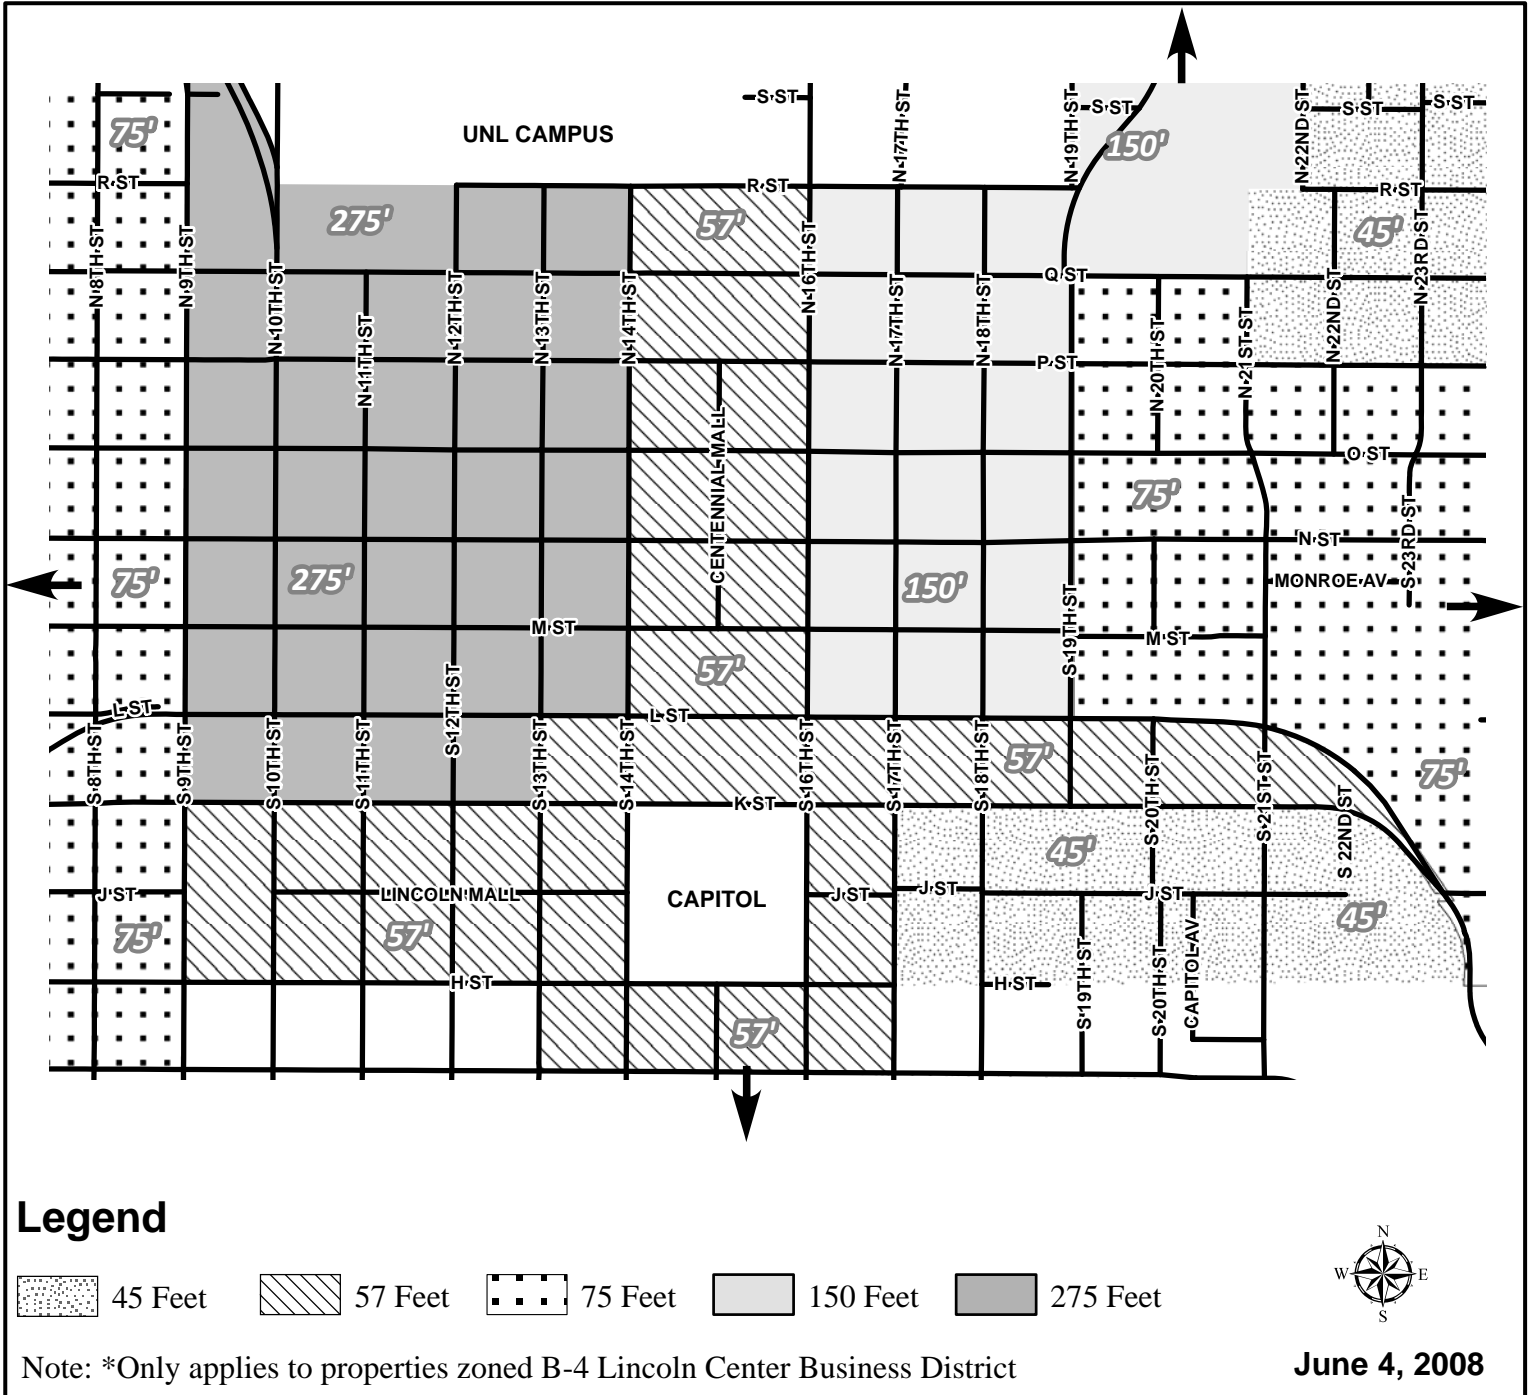 S ST
S ST
S ST
S ST
75'
UNL CAMPUS
N 17TH ST
N 19TH ST
150'
N 22ND ST
R ST
R ST
R ST
275'
57'
45'
N 8TH ST
N 9TH ST
N 10TH ST
N 11TH ST
N 12TH ST
N 13TH ST
N 14TH ST
N 16TH ST
N 17TH ST
N 18TH ST
Q ST
N 20TH ST
N 21ST ST
N 22ND ST
N 23RD ST
P ST
CENTENNIAL MALL
O ST
75'
S 23RD ST
N ST
75'
275'
150'
MONROE AV
M ST
S 19TH ST
M ST
57'
L ST
L ST
S 8TH ST
S 9TH ST
S 10TH ST
S 11TH ST
S 12TH ST
S 13TH ST
S 14TH ST
S 16TH ST
S 17TH ST
S 18TH ST
57'
S 20TH ST
S 21ST ST
S 22ND ST
75'
K ST
45'
J ST
LINCOLN MALL
CAPITOL
J ST
J ST
J ST
75'
57'
45'
H ST
H ST
S 19TH ST
S 20TH ST
CAPITOL AV
57'
Legend
45 Feet
57 Feet
75 Feet
150 Feet
275 Feet
N
W
E
S
Note: *Only applies to properties zoned B-4 Lincoln Center Business District
June 4, 2008